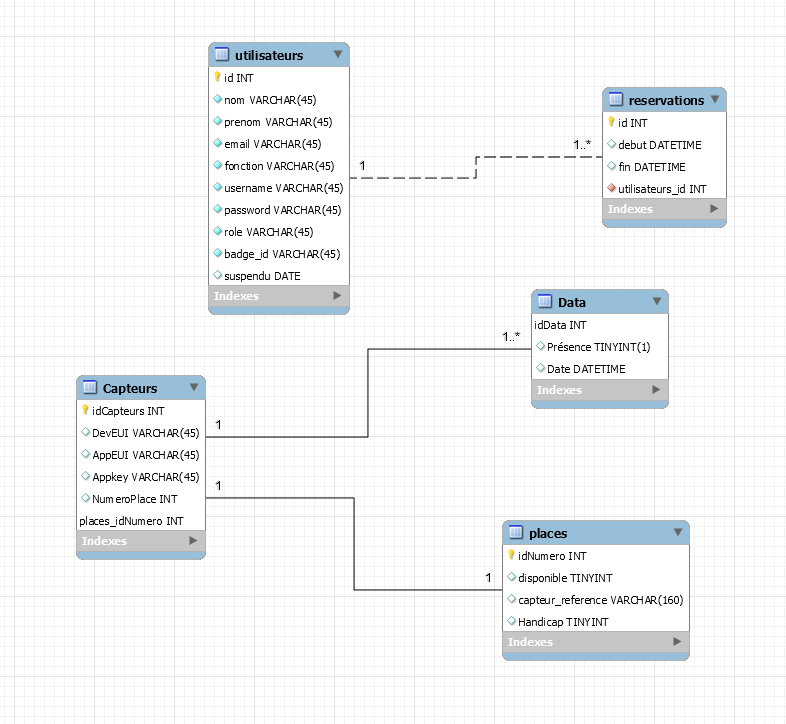 utilisateurs
id INT
nom VARCHAR(45)
prenom VARCHAR(45)
email VARCHAR(45)
fonction VARCHAR(45)
username VARCHAR(45)
password VARCHAR(45)
role VARCHAR(45)
badge_id VARCHAR(45)
suspendu DATE
Indexes
1
1..*
reservations
id INT
debut DATETIME
fin DATETIME
utilisateurs_id INT
Indexes
Data
idData INT
Présence TINYINT(1)
Date DATETIME
Indexes
1..*
Capteurs
idCapteurs INT
DevEUI VARCHAR(45)
AppEUI VARCHAR(45)
Appkey VARCHAR(45)
NumeroPlace INT
places_idNumero INT
Indexes
1
1
1
places
idNumero INT
disponible TINYINT
capteur_reference VARCHAR(160)
Handicap TINYINT
Indexes